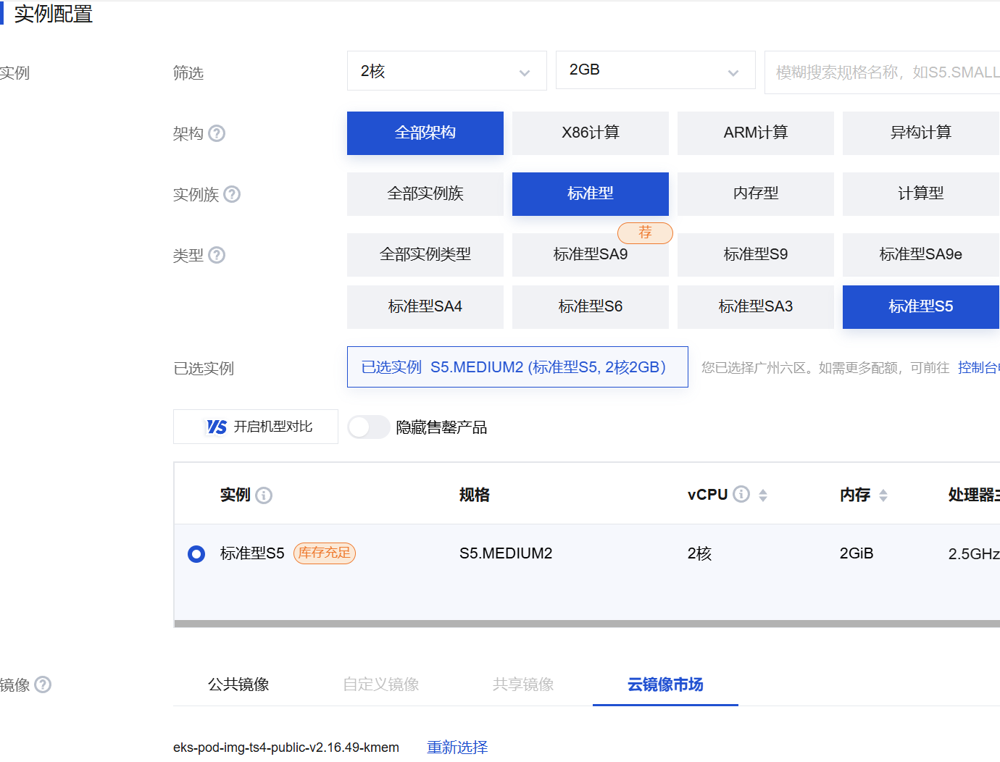 实例配置
实例
筛选
2核
2GB
模糊搜索规格名称，如S5.SMALL
架构
全部架构
X86计算
ARM计算
异构计算
实例族
全部实例族
标准型
内存型
计算型
荐
类型
全部实例类型
标准型SA9
标准型S9
标准型SA9e
标准型SA4
标准型S6
标准型SA3
标准型S5
已选实例
已选实例 S5.MEDIUM2 (标准型S5, 2核2GB）
您已选择广州六区。如需更多配额，可前往 控制台
VS 开启机型对比
隐藏售罄产品
实例
规格
vCPU
内存
处理器主
标准型S5
库存充足
S5.MEDIUM2
2核
2GiB
2.5GHz
镜像
公共镜像
自定义镜像
共享镜像
云镜像市场
eks-pod-img-ts4-public-v2.16.49-kmem
重新选择